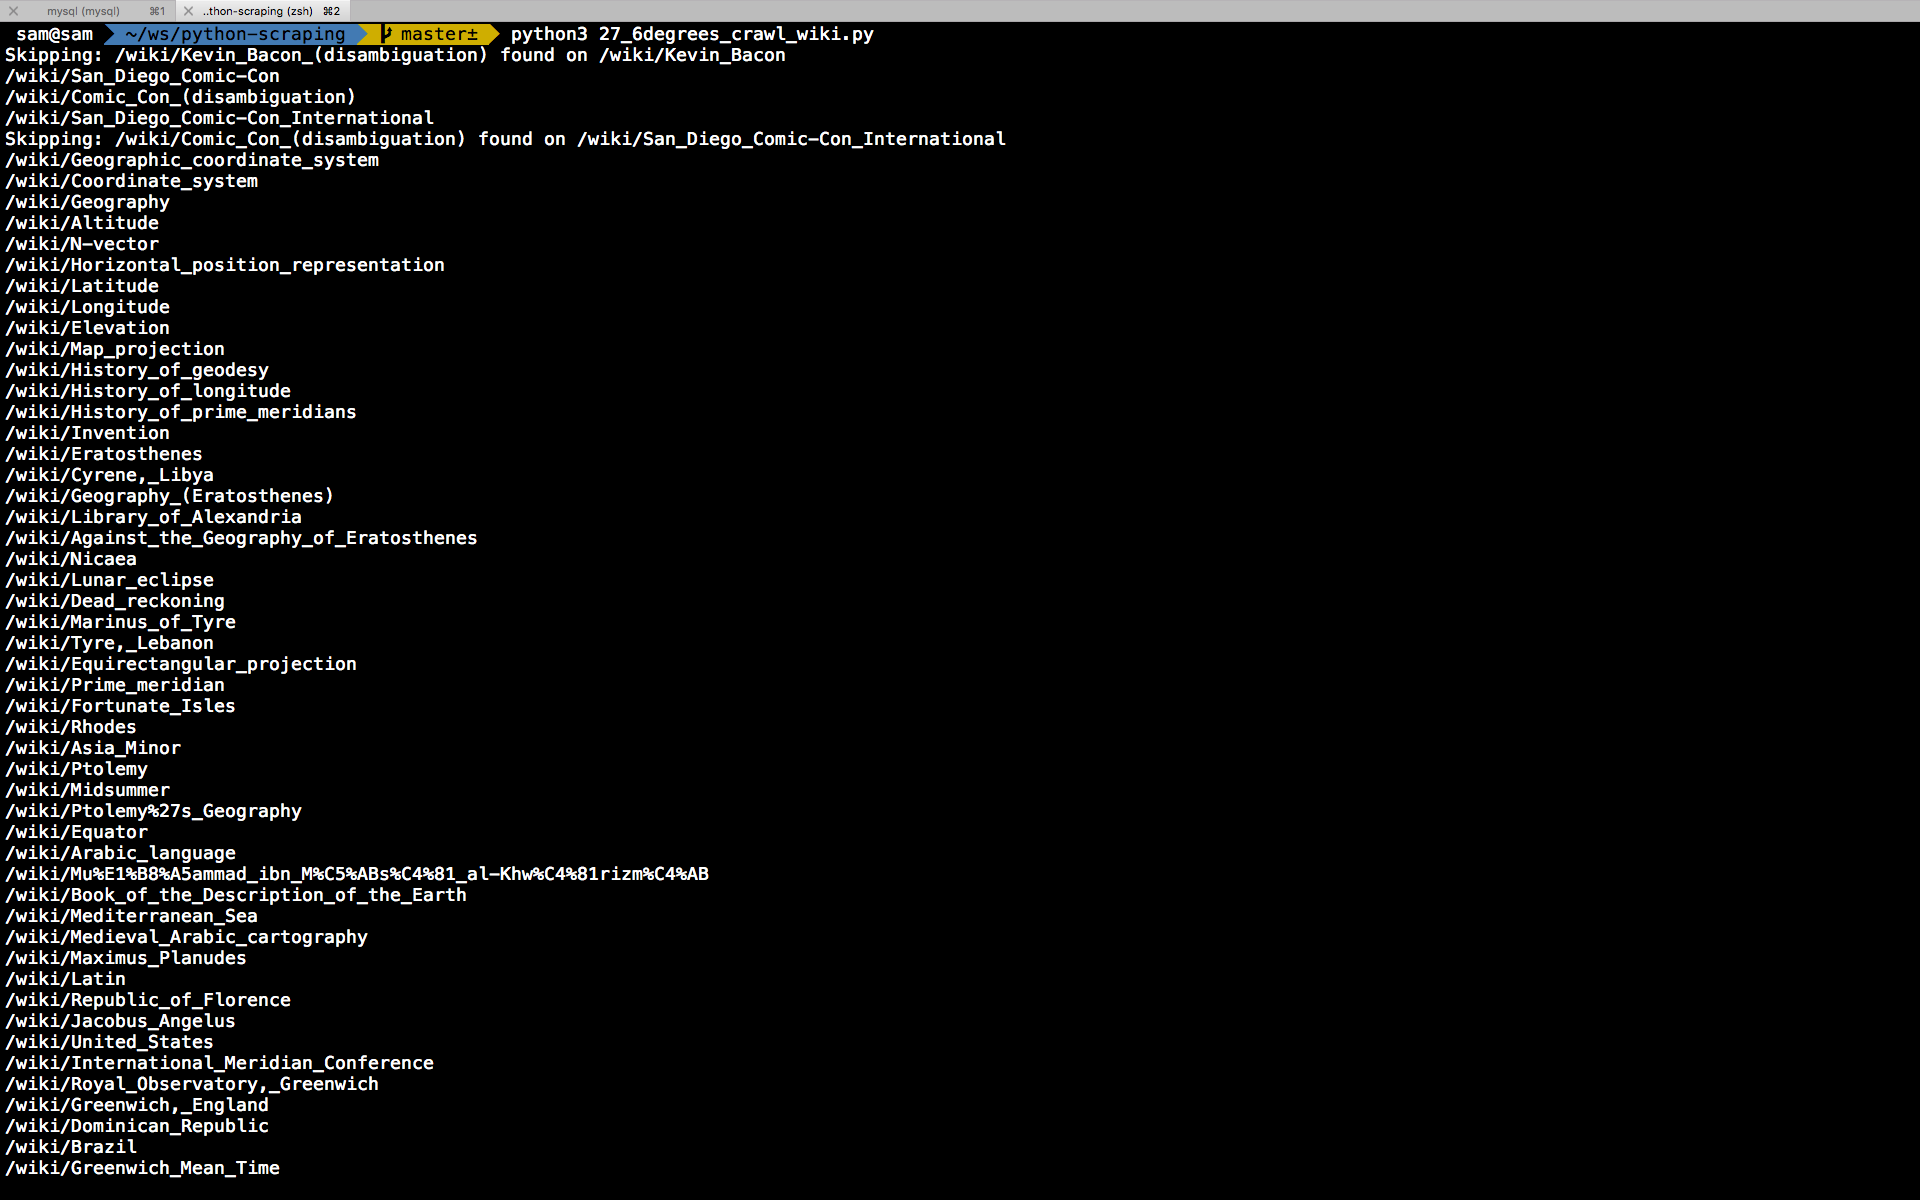 mysql (mysql) ⌘1 ..thon-scraping (zsh) ⌘2
sam@sam ~/ws/python-scraping master± python3 27_6degrees_crawl_wiki.py
Skipping: /wiki/Kevin_Bacon_(disambiguation) found on /wiki/Kevin_Bacon
/wiki/San_Diego_Comic-Con
/wiki/Comic_Con_(disambiguation)
/wiki/San_Diego_Comic-Con_International
Skipping: /wiki/Comic_Con_(disambiguation) found on /wiki/San_Diego_Comic-Con_International
/wiki/Geographic_coordinate_system
/wiki/Coordinate_system
/wiki/Geography
/wiki/Altitude
/wiki/N-vector
/wiki/Horizontal_position_representation
/wiki/Latitude
/wiki/Longitude
/wiki/Elevation
/wiki/Map_projection
/wiki/History_of_geodesy
/wiki/History_of_longitude
/wiki/History_of_prime_meridians
/wiki/Invention
/wiki/Eratosthenes
/wiki/Cyrene,_Libya
/wiki/Geography_(Eratosthenes)
/wiki/Library_of_Alexandria
/wiki/Against_the_Geography_of_Eratosthenes
/wiki/Nicaea
/wiki/Lunar_eclipse
/wiki/Dead_reckoning
/wiki/Marinus_of_Tyre
/wiki/Tyre,_Lebanon
/wiki/Equirectangular_projection
/wiki/Prime_meridian
/wiki/Fortunate_Isles
/wiki/Rhodes
/wiki/Asia_Minor
/wiki/Ptolemy
/wiki/Midsummer
/wiki/Ptolemy%27s_Geography
/wiki/Equator
/wiki/Arabic_language
/wiki/Mu%E1%B8%A5ammad_ibn_M%C5%ABs%C4%81_al-Khw%C4%81rizm%C4%AB
/wiki/Book_of_the_Description_of_the_Earth
/wiki/Mediterranean_Sea
/wiki/Medieval_Arabic_cartography
/wiki/Maximus_Planudes
/wiki/Latin
/wiki/Republic_of_Florence
/wiki/Jacobus_Angelus
/wiki/United_States
/wiki/International_Meridian_Conference
/wiki/Royal_Observatory,_Greenwich
/wiki/Greenwich,_England
/wiki/Dominican_Republic
/wiki/Brazil
/wiki/Greenwich_Mean_Time